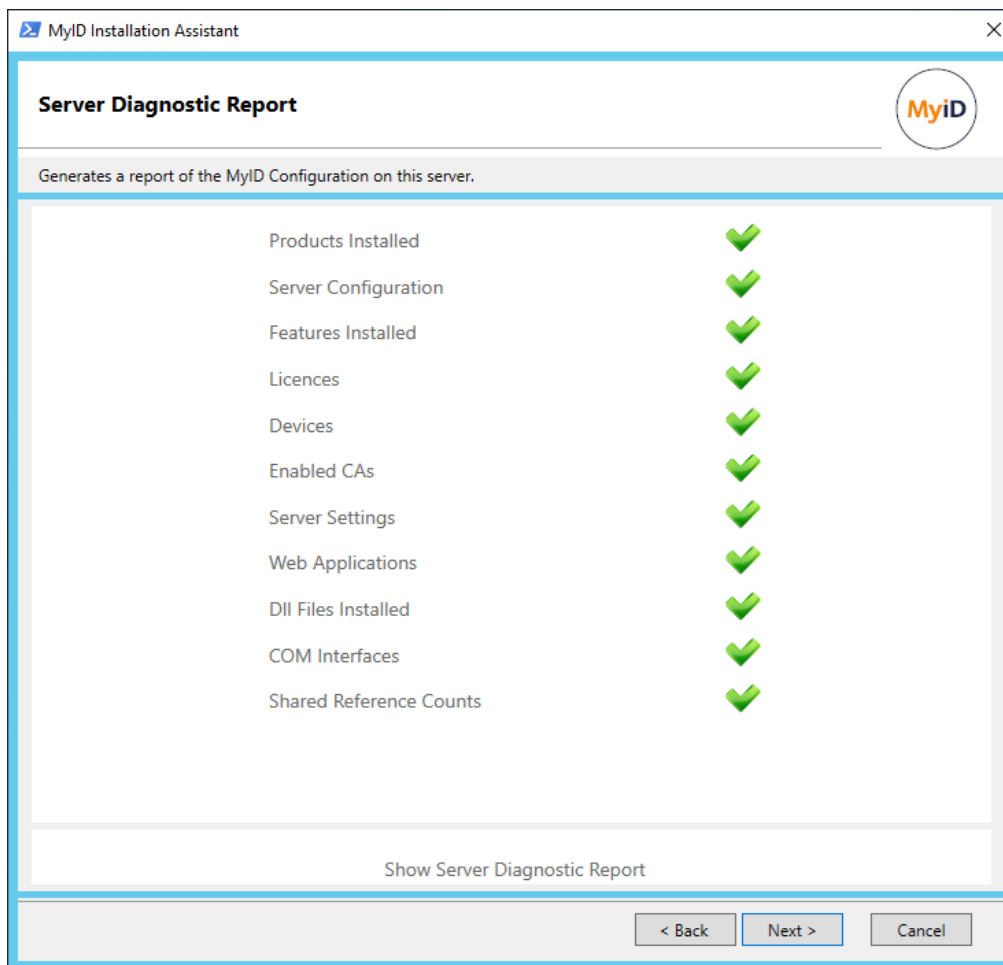 MyID Installation Assistant
Server Diagnostic Report
MyiD
Generates a report of the MyID Configuration on this server.
Products Installed
Server Configuration
Features Installed
Licences
Devices
Enabled CAs
Server Settings
Web Applications
Dll Files Installed
COM Interfaces
Shared Reference Counts
Show Server Diagnostic Report
< Back Next > Cancel